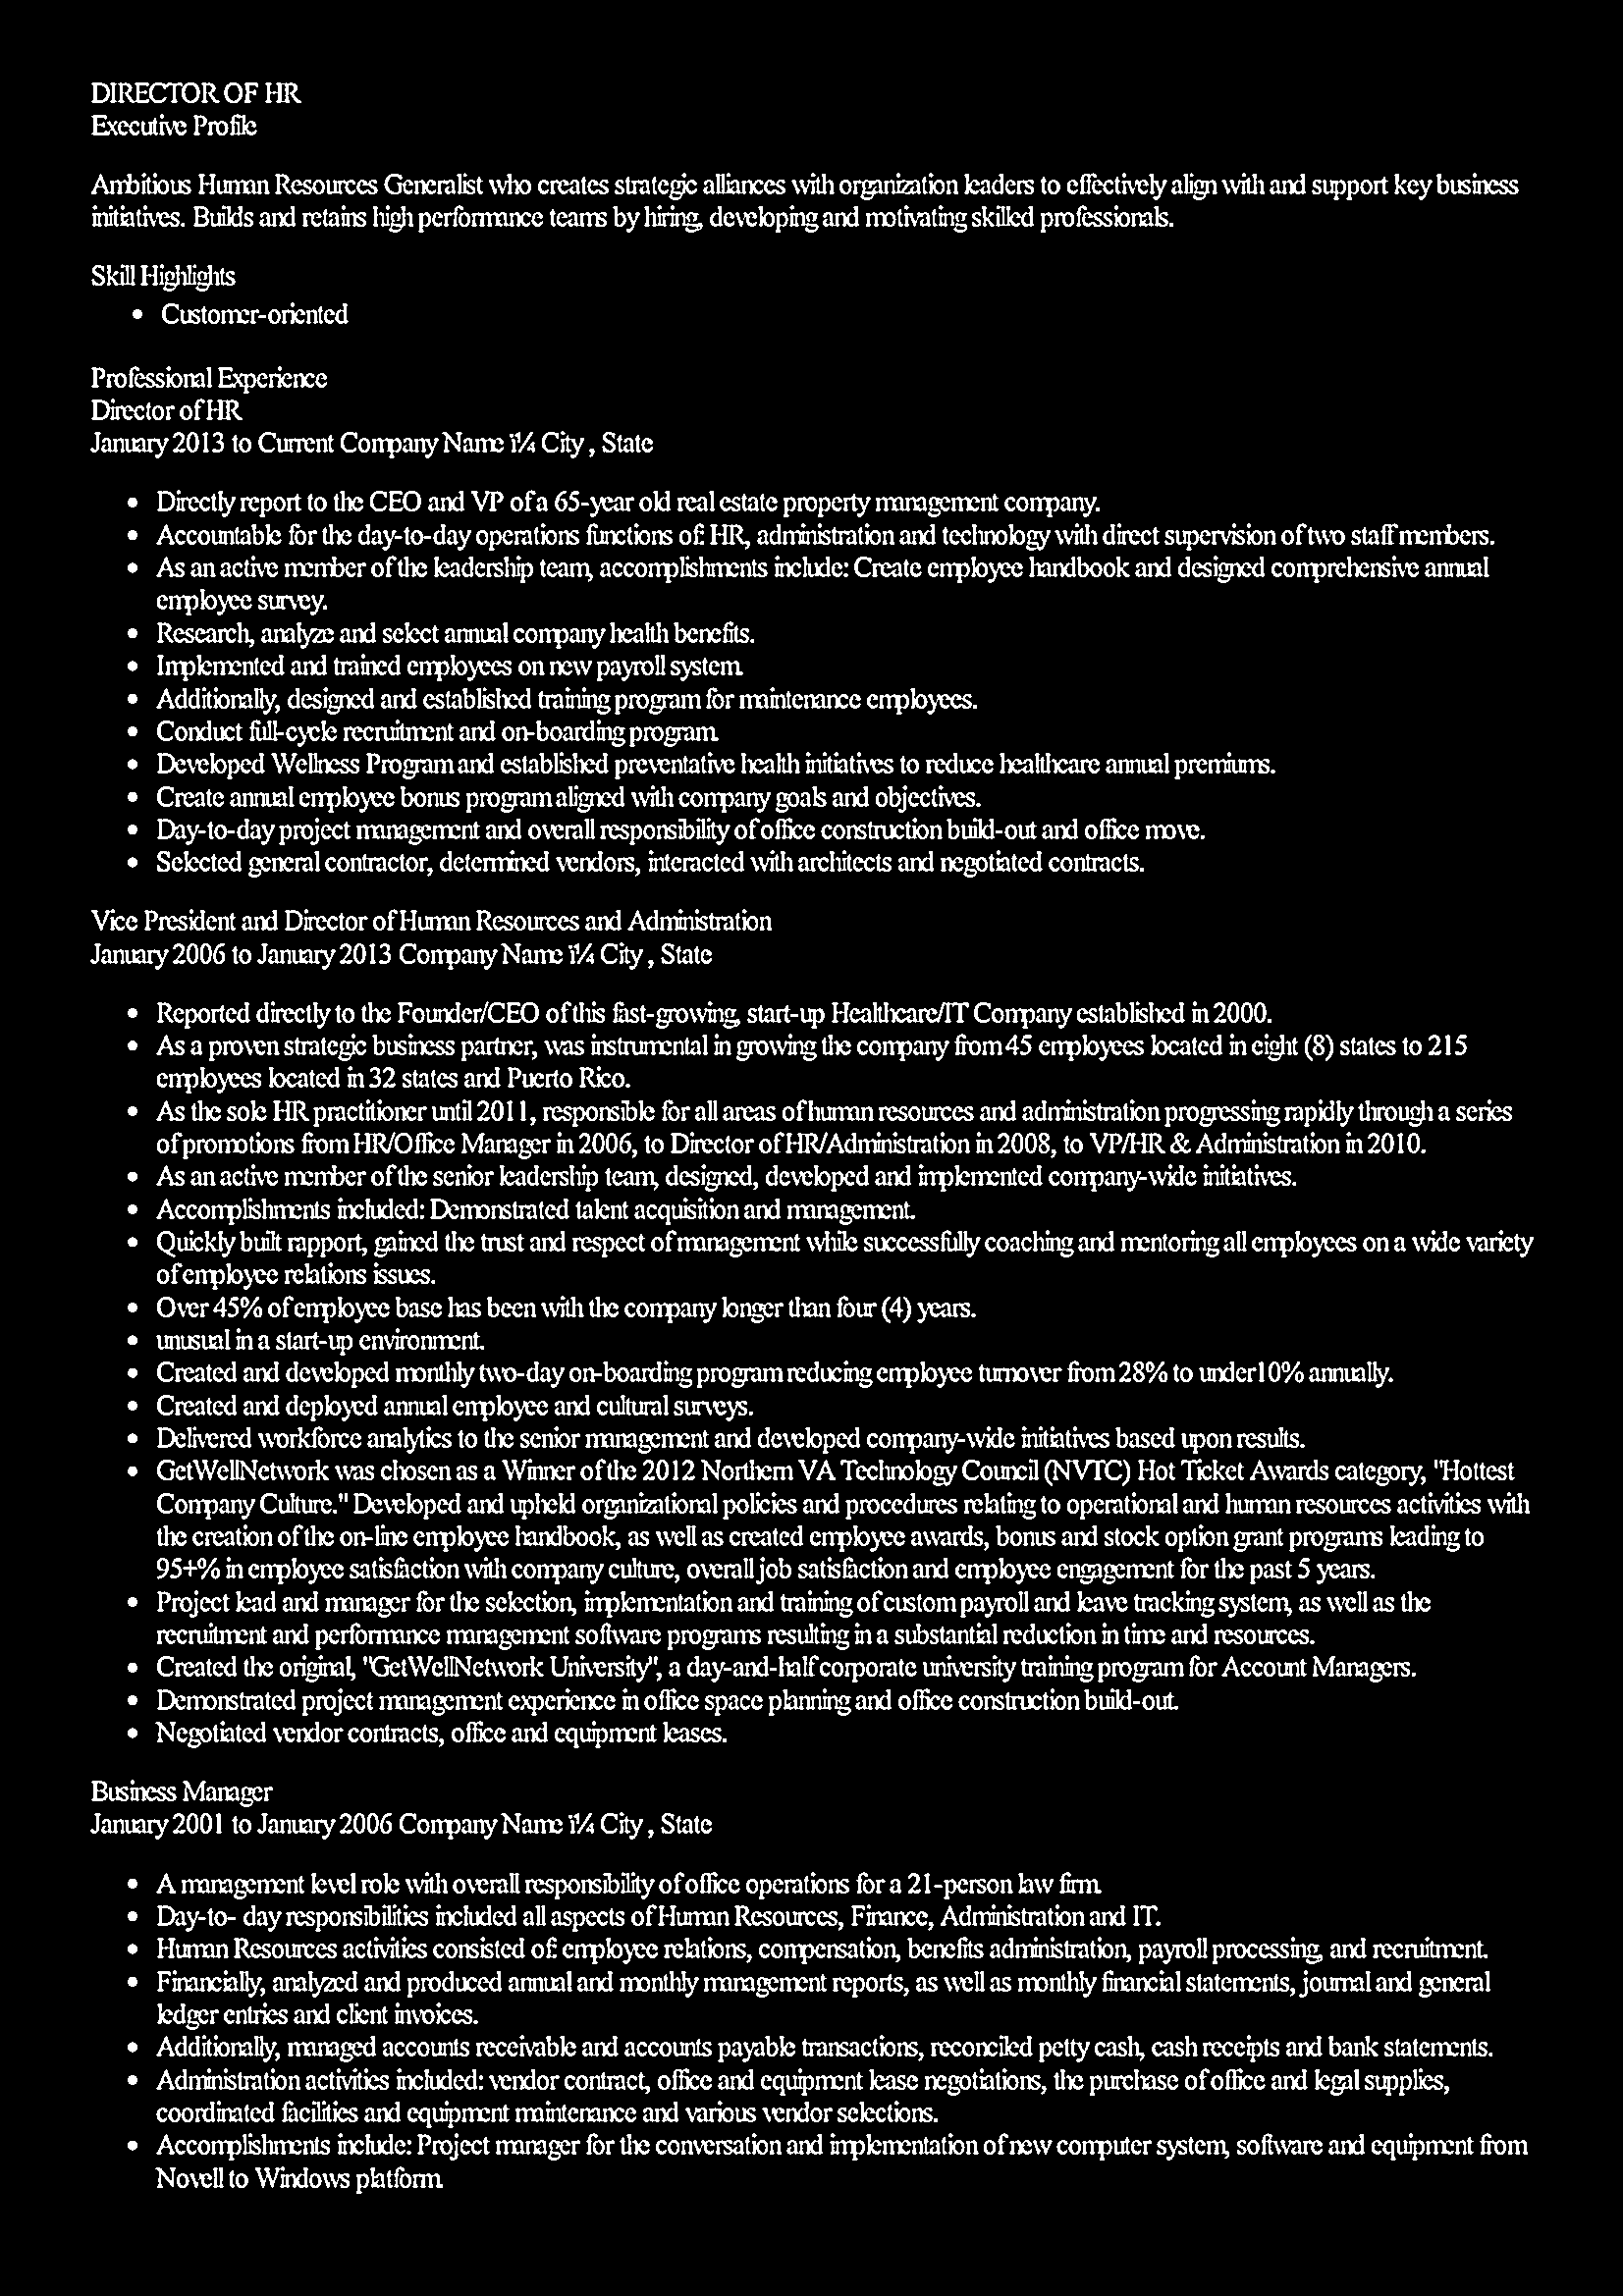 DIRECTOR OF HR
Executive Profile
Ambitious Human Resources Generalist who creates strategic alliances with organization leaders to effectively align with and support key business
initiatives. Builds and retains high performance teams by hiring, developing and motivating skilled professionals.
Skill Highlights
• Customer-oriented
Professional Experience
Director of HR
January 2013 to Current Company Name ï¼ City , State
• Directly report to the CEO and VP of a 65-year old real estate property management company.
• Accountable for the day-to-day operations functions of: HR, administration and technology with direct supervision of two staff members.
• As an active member of the leadership team, accomplishments include: Create employee handbook and designed comprehensive annual
employee survey.
• Research, analyze and select annual company health benefits.
• Implemented and trained employees on new payroll system.
• Additionally, designed and established training program for maintenance employees.
• Conduct full-cycle recruitment and on-boarding program.
• Developed Wellness Program and established preventative health initiatives to reduce healthcare annual premiums.
• Create annual employee bonus program aligned with company goals and objectives.
• Day-to-day project management and overall responsibility of office construction build-out and office move.
• Selected general contractor, determined vendors, interacted with architects and negotiated contracts.
Vice President and Director of Human Resources and Administration
January 2006 to January 2013 Company Name ï¼ City , State
• Reported directly to the Founder/CEO of this fast-growing, start-up Healthcare/IT Company established in 2000.
• As a proven strategic business partner, was instrumental in growing the company from 45 employees located in eight (8) states to 215
employees located in 32 states and Puerto Rico.
• As the sole HR practitioner until 2011, responsible for all areas of human resources and administration progressing rapidly through a series
of promotions from HR/Office Manager in 2006, to Director of HR/Administration in 2008, to VP/HR & Administration in 2010.
• As an active member of the senior leadership team, designed, developed and implemented company-wide initiatives.
• Accomplishments included: Demonstrated talent acquisition and management.
• Quickly built rapport, gained the trust and respect of management while successfully coaching and mentoring all employees on a wide variety
of employee relations issues.
• Over 45% of employee base has been with the company longer than four (4) years.
• unusual in a start-up environment.
• Created and developed monthly two-day on-boarding program reducing employee turnover from 28% to under10% annually.
• Created and deployed annual employee and cultural surveys.
• Delivered workforce analytics to the senior management and developed company-wide initiatives based upon results.
• GetWellNetwork was chosen as a Winner of the 2012 Northern VA Technology Council (NVTC) Hot Ticket Awards category, "Hottest
Company Culture." Developed and upheld organizational policies and procedures relating to operational and human resources activities with
the creation of the on-line employee handbook, as well as created employee awards, bonus and stock option grant programs leading to
95+% in employee satisfaction with company culture, overall job satisfaction and employee engagement for the past 5 years.
• Project lead and manager for the selection, implementation and training of custom payroll and leave tracking system, as well as the
recruitment and performance management software programs resulting in a substantial reduction in time and resources.
• Created the original, "GetWellNetwork University", a day-and-half corporate university training program for Account Managers.
• Demonstrated project management experience in office space planning and office construction build-out.
• Negotiated vendor contracts, office and equipment leases.
Business Manager
January 2001 to January 2006 Company Name ï¼ City , State
• A management level role with overall responsibility of office operations for a 21-person law firm.
• Day-to- day responsibilities included all aspects of Human Resources, Finance, Administration and IT.
• Human Resources activities consisted of: employee relations, compensation, benefits administration, payroll processing, and recruitment.
• Financially, analyzed and produced annual and monthly management reports, as well as monthly financial statements, journal and general
ledger entries and client invoices.
• Additionally, managed accounts receivable and accounts payable transactions, reconciled petty cash, cash receipts and bank statements.
• Administration activities included: vendor contract, office and equipment lease negotiations, the purchase of office and legal supplies,
coordinated facilities and equipment maintenance and various vendor selections.
• Accomplishments include: Project manager for the conversation and implementation of new computer system, software and equipment from
Novell to Windows platform.